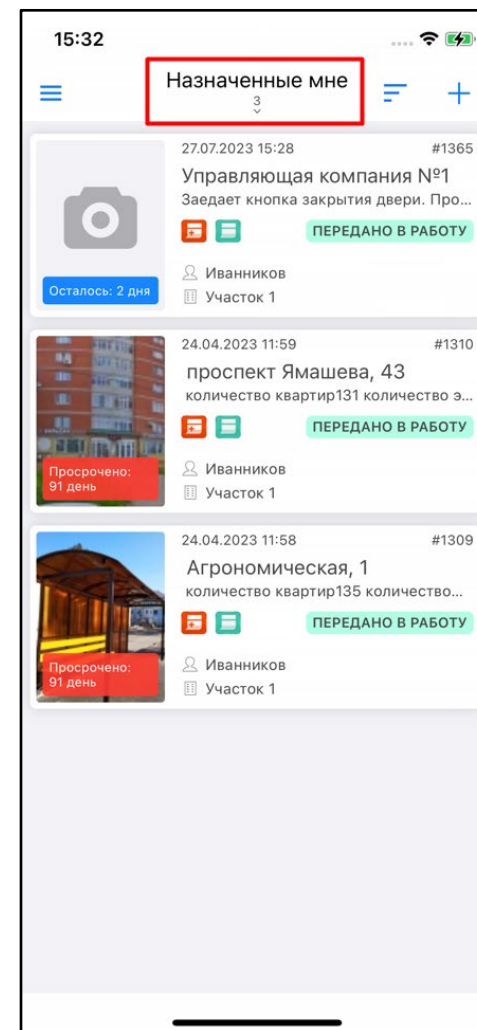 15:32
Назначенные мне
3
27.07.2023 15:28 #1365
Управляющая компания №1
Заедает кнопка закрытия двери. Про...
ПЕРЕДАНО В РАБОТУ
Осталось: 2 дня
Иванников
Участок 1
24.04.2023 11:59 #1310
проспект Ямашева, 43
количество квартир131 количество э...
ПЕРЕДАНО В РАБОТУ
Просрочено:
91 день
Иванников
Участок 1
24.04.2023 11:58 #1309
Агрономическая, 1
количество квартир135 количество...
ПЕРЕДАНО В РАБОТУ
Просрочено:
91 день
Иванников
Участок 1